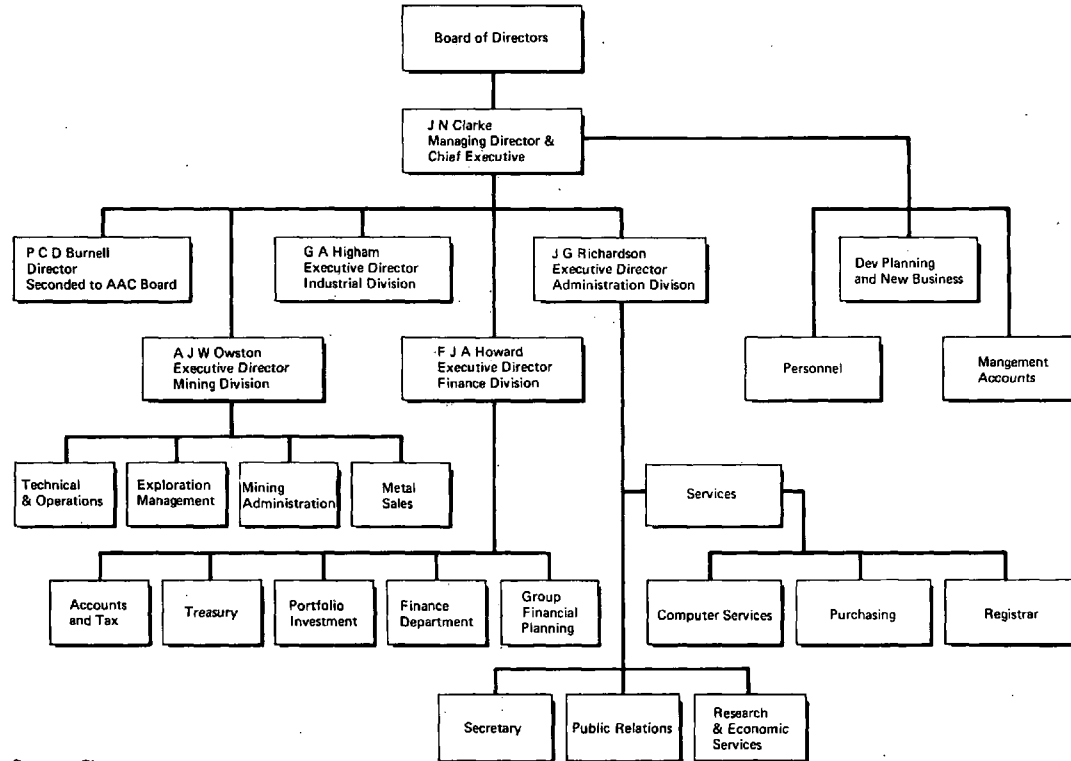 Board of Directors
J N Clarke
Managing Director &
Chief Executive
P C D Burnell
Director
Seconded to AAC Board
G A Higham
Executive Director
Industrial Division
J G Richardson
Executive Director
Administration Divison
Dev Planning
and New Business
A J W Owston
Executive Director
Mining Division
F J A Howard
Executive Director
Finance Division
Personnel
Mangement
Accounts
Technical
& Operations
Exploration
Management
Mining
Administration
Metal
Sales
Services
Accounts
and Tax
Treasury
Portfolio
Investment
Finance
Department
Group
Financial
Planning
Computer Services
Purchasing
Registrar
Secretary
Public Relations
Research
& Economic
Services